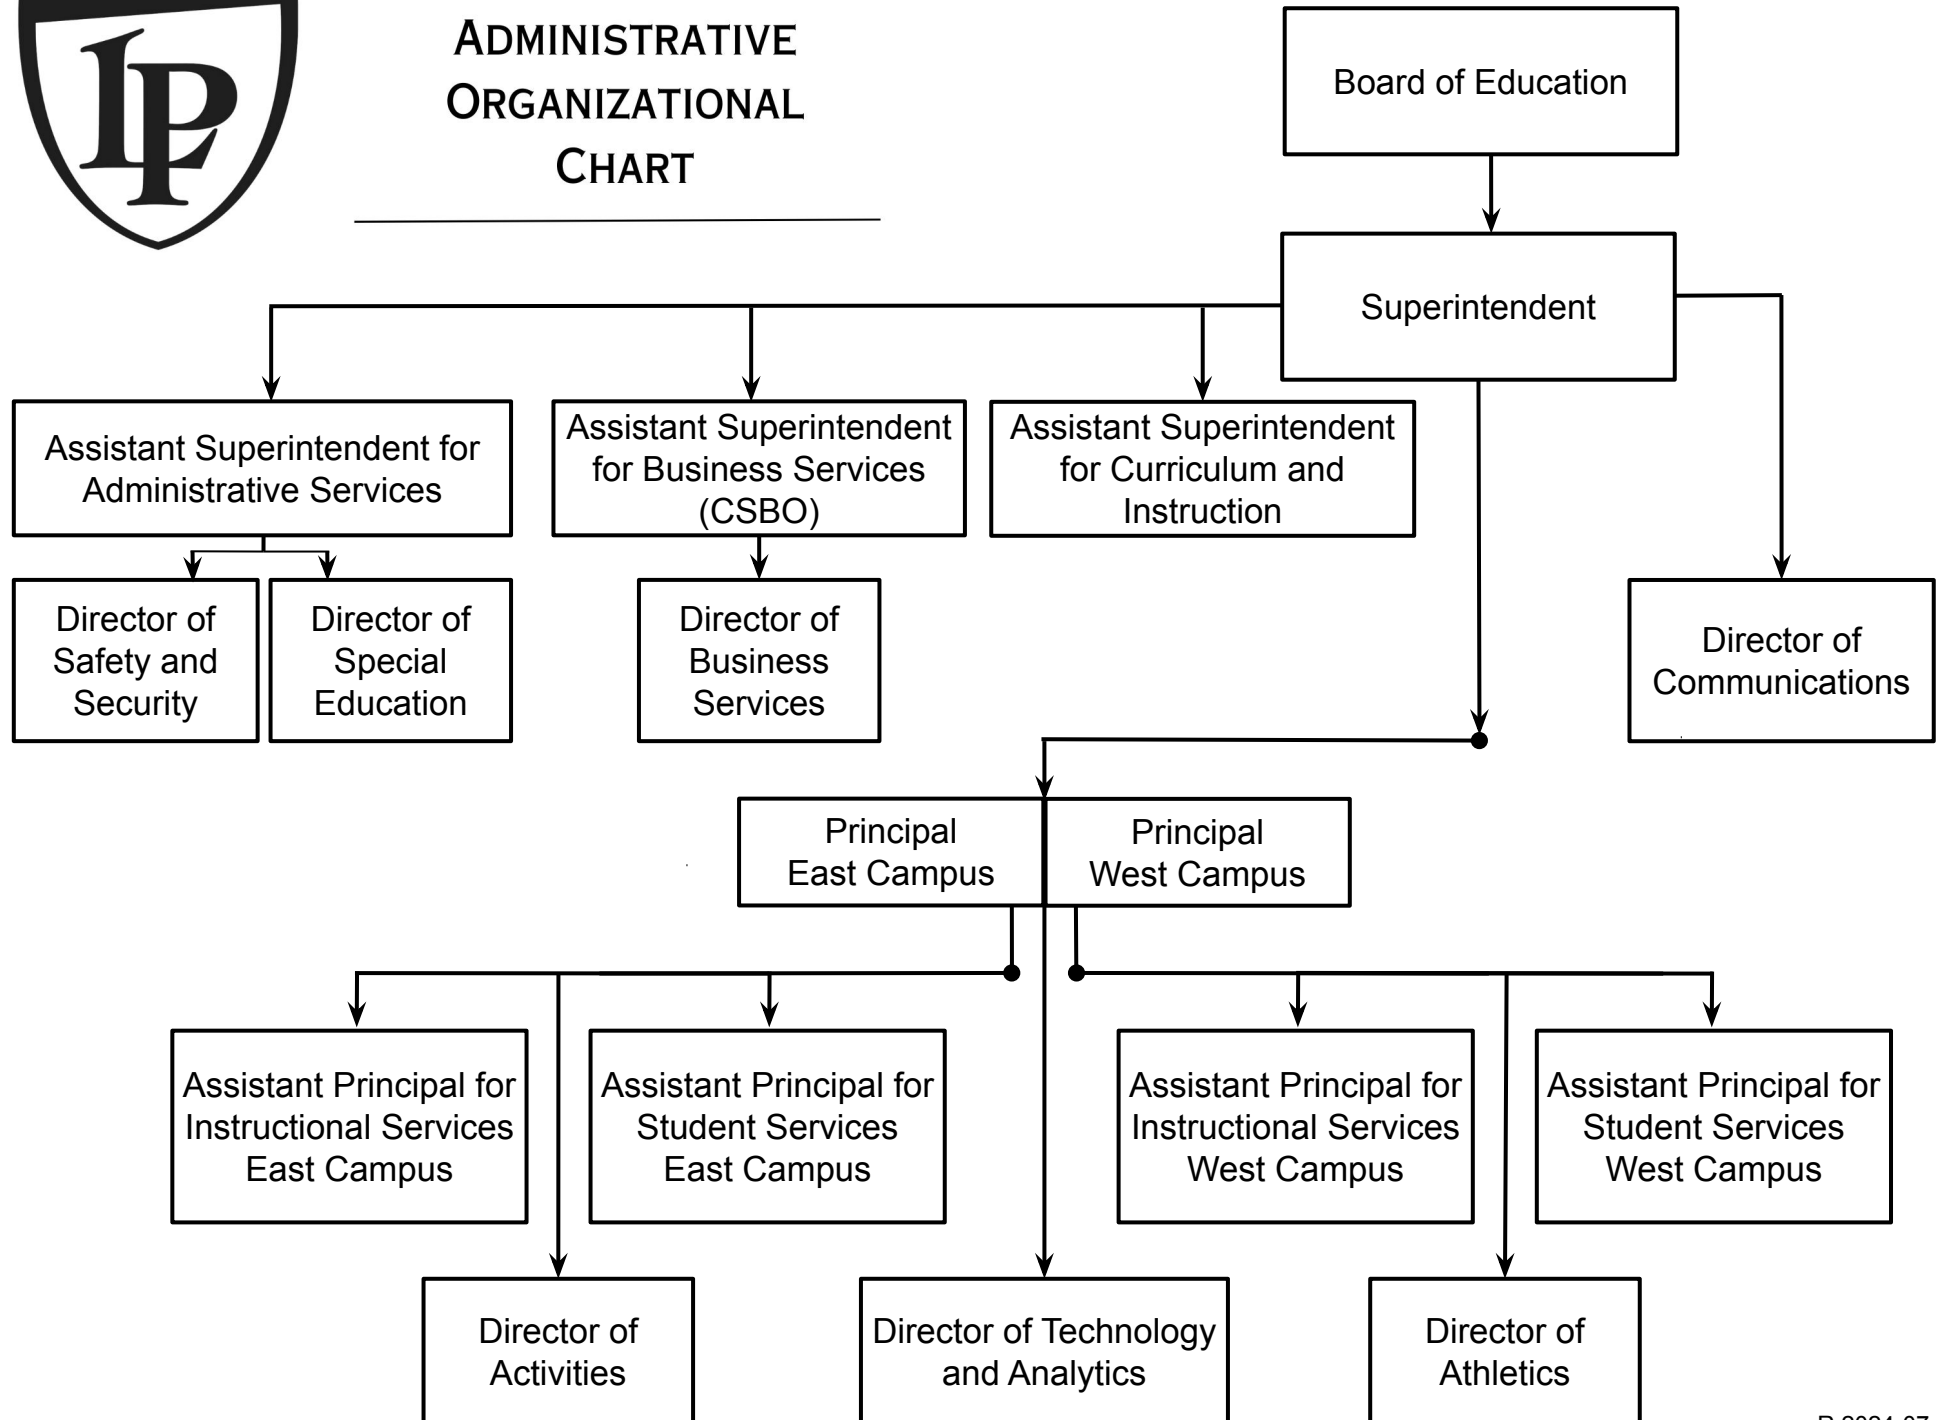 LP
ADMINISTRATIVE
ORGANIZATIONAL
CHART
Board of Education
Superintendent
Assistant Superintendent for
Administrative Services
Assistant Superintendent
for Business Services
(CSBO)
Assistant Superintendent
for Curriculum and
Instruction
Director of
Safety and
Security
Director of
Special
Education
Director of
Business
Services
Director of
Communications
Principal
East Campus
Principal
West Campus
Assistant Principal for
Instructional Services
East Campus
Assistant Principal for
Student Services
East Campus
Assistant Principal for
Instructional Services
West Campus
Assistant Principal for
Student Services
West Campus
Director of
Activities
Director of Technology
and Analytics
Director of
Athletics